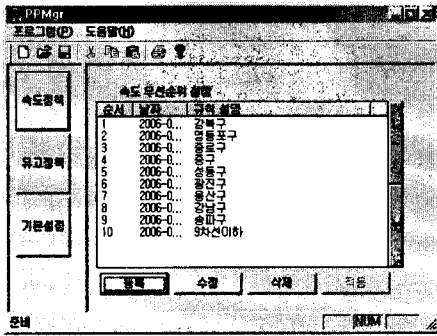 PPMgr
프로그램(P) 도움말(H)
속도 우선순위 설정
속도정책
유고정책
기본설정
순서 날짜 규칙 설명
1 2006-0... 강북구
2 2006-0... 영등포구
3 2006-0... 종로구
4 2006-0... 중구
5 2006-0... 성동구
6 2006-0... 광진구
7 2006-0... 용산구
8 2006-0... 강남구
9 2006-0... 송파구
10 2006-0... 9차선이하
등록 수정 삭제 적용
준비 NUM